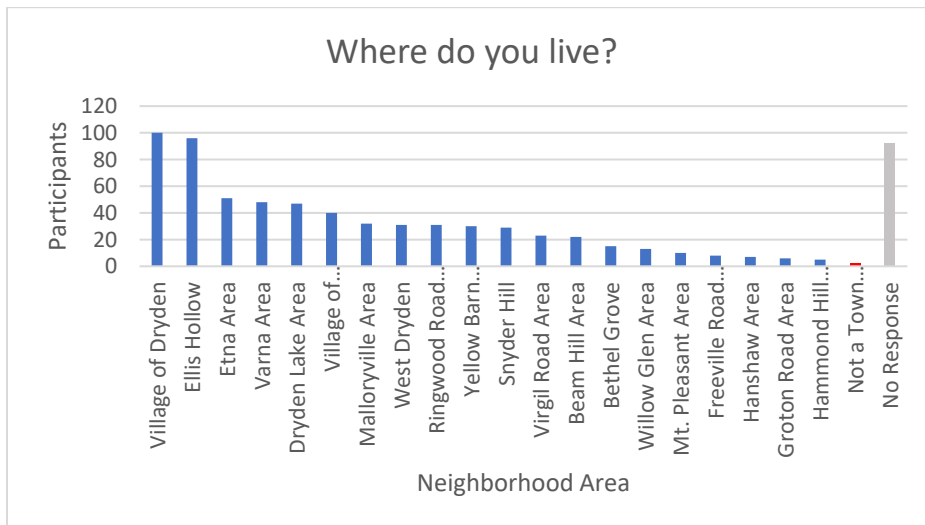 Where do you live?
Participants
120
100
80
60
40
20
0
Village of Dryden
Ellis Hollow
Etna Area
Varna Area
Dryden Lake Area
Village of...
Malloryville Area
West Dryden
Ringwood Road...
Yellow Barn...
Snyder Hill
Virgil Road Area
Beam Hill Area
Bethel Grove
Willow Glen Area
Mt. Pleasant Area
Freeville Road...
Hanshaw Area
Groton Road Area
Hammond Hill...
Not a Town...
No Response
Neighborhood Area